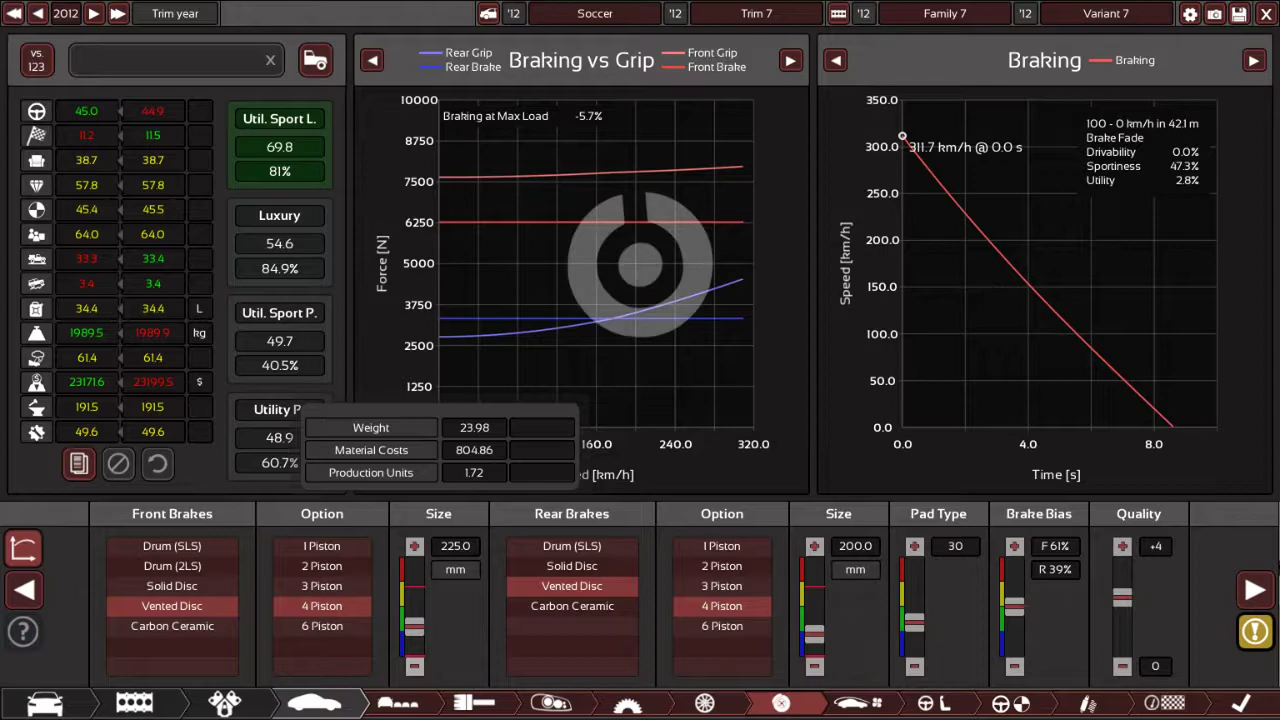 2012 Trim year '12 Soccer '12 Trim 7 '12 Family 7 '12 Variant 7
vs. 123 x
Rear Grip Front Grip
Braking vs Grip
Rear Brake Front Brake
Braking Braking
45.0 44.9
11.2 11.5
38.7 38.7
57.8 57.8
45.4 45.5
64.0 64.0
33.3 33.4
3.4 3.4
34.4 34.4 L
1989.5 1989.9 kg
61.4 61.4
23171.6 23199.5 $
191.5 191.5
49.6 49.6
Util. Sport L.
69.8
81%
Luxury
54.6
84.9%
Util. Sport P.
49.7
40.5%
Utility P
48.9
60.7%
Braking at Max Load -5.7%
Force [N]
10000
8750
7500
6250
5000
3750
2500
1250
160.0 240.0 320.0
d [km/h]
Weight 23.98
Material Costs 804.86
Production Units 1.72
Speed [km/h]
350.0
300.0
250.0
200.0
150.0
100.0
50.0
0.0
311.7 km/h @ 0.0 s
100 - 0 km/h in 42.1 m
Brake Fade
Drivability 0.0%
Sportiness 47.3%
Utility 2.8%
0.0 4.0 8.0
Time [s]
Front Brakes
Drum (SLS)
Drum (2LS)
Solid Disc
Vented Disc
Carbon Ceramic
Option
1 Piston
2 Piston
3 Piston
4 Piston
6 Piston
Size
225.0
mm
Rear Brakes
Drum (SLS)
Solid Disc
Vented Disc
Carbon Ceramic
Option
1 Piston
2 Piston
3 Piston
4 Piston
6 Piston
Size
200.0
mm
Pad Type
30
Brake Bias
F 61%
R 39%
Quality
+4
0